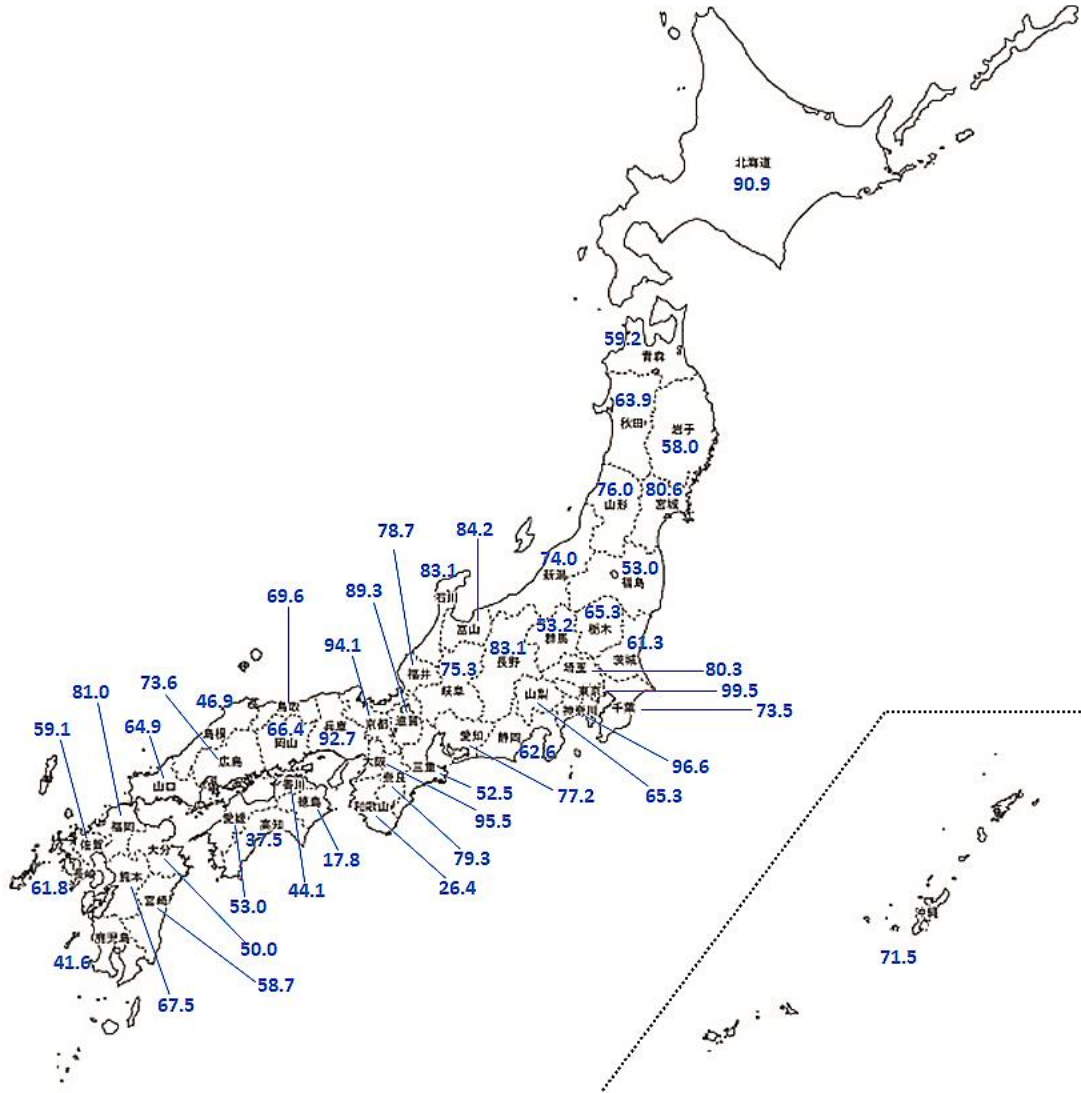 北海道
90.9
59.2
青森
63.9
秋田
岩手
58.0
76.0
山形
80.6
宮城
84.2
78.7
74.0
新潟
53.0
福島
83.1
石川
89.3
69.6
富山
65.3
栃木
53.2
群馬
61.3
茨城
83.1
長野
94.1
福井
75.3
岐阜
埼玉
80.3
東京
99.5
81.0
73.6
46.9
鳥取
山梨
神奈川
千葉
73.5
59.1
64.9
島根
66.4
岡山
兵庫
92.7
京都
滋賀
愛知
静岡
62.6
96.6
広島
大阪
三重
奈良
52.5
77.2
65.3
山口
香川
徳島
和歌山
95.5
福岡
愛媛
高知
37.5
佐賀
大分
17.8
79.3
長崎
61.8
熊本
44.1
26.4
宮崎
53.0
鹿児島
50.0
沖縄
41.6
58.7
71.5
67.5